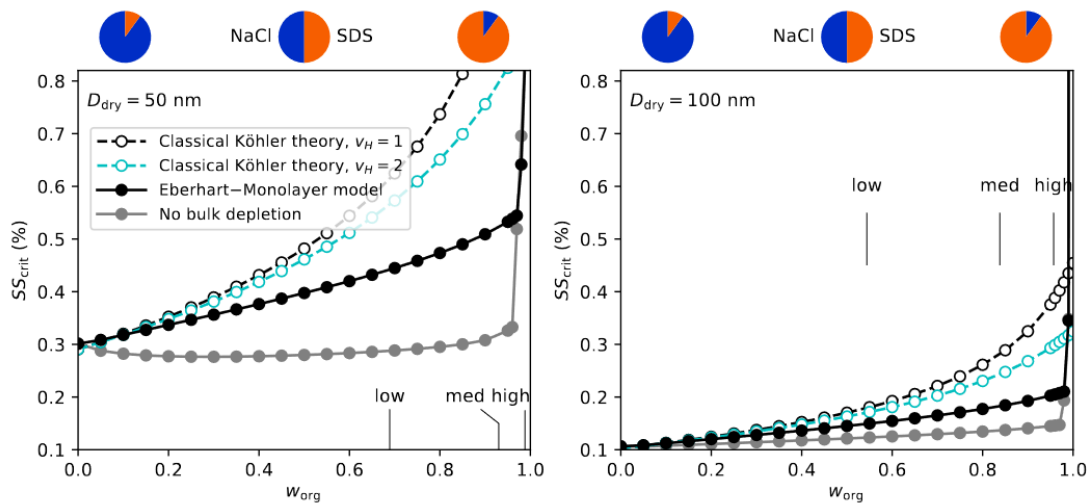 NaCl SDS
NaCl SDS
D_dry = 50 nm
Classical Köhler theory, v_H = 1
Classical Köhler theory, v_H = 2
Eberhart−Monolayer model
No bulk depletion
low
med high
0.8
0.7
0.6
0.5
0.4
0.3
0.2
0.1
SS_crit (%)
0.0 0.2 0.4 0.6 0.8 1.0
w_org
D_dry = 100 nm
low
med
high
0.8
0.7
0.6
0.5
0.4
0.3
0.2
0.1
SS_crit (%)
0.0 0.2 0.4 0.6 0.8 1.0
w_org